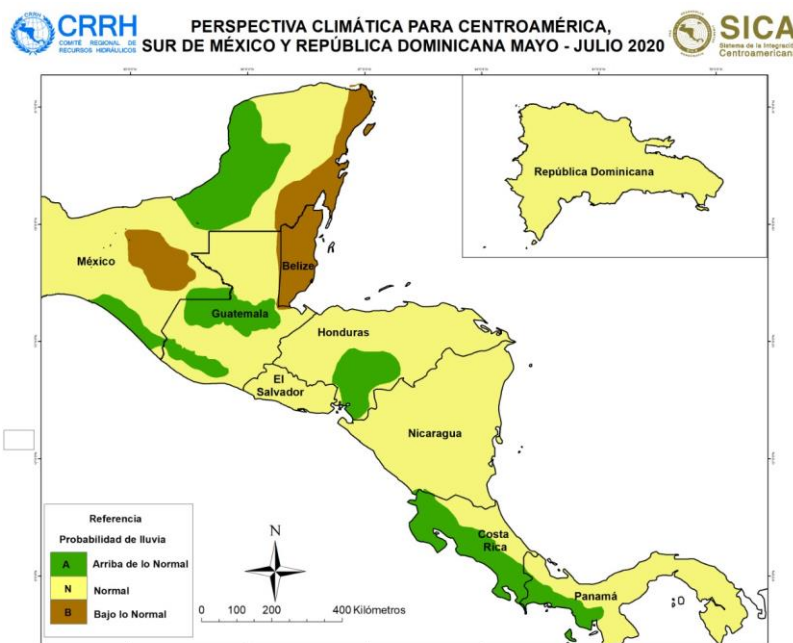 CRRH
COMITÉ REGIONAL DE
RECURSOS HIDRÁULICOS
PERSPECTIVA CLIMÁTICA PARA CENTROAMÉRICA,
SUR DE MÉXICO Y REPÚBLICA DOMINICANA MAYO - JULIO 2020
SICA
Sistema de la Integración
Centroamericana
República Dominicana
México
Belize
Guatemala
Honduras
El
Salvador
Nicaragua
Costa
Rica
Panamá
Referencia
Probabilidad de lluvia
A Arriba de lo Normal
N Normal
B Bajo lo Normal
N
0 100 200 400 Kilómetros